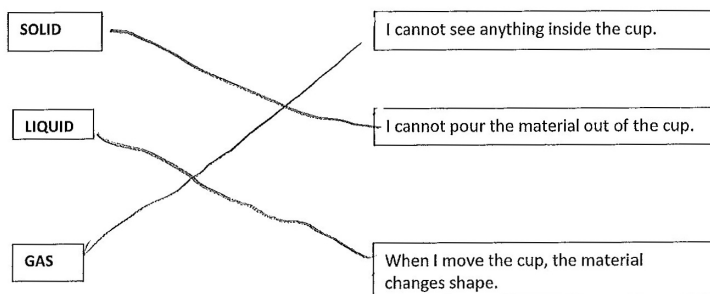 SOLID
I cannot see anything inside the cup.
LIQUID
I cannot pour the material out of the cup.
GAS
When I move the cup, the material
changes shape.